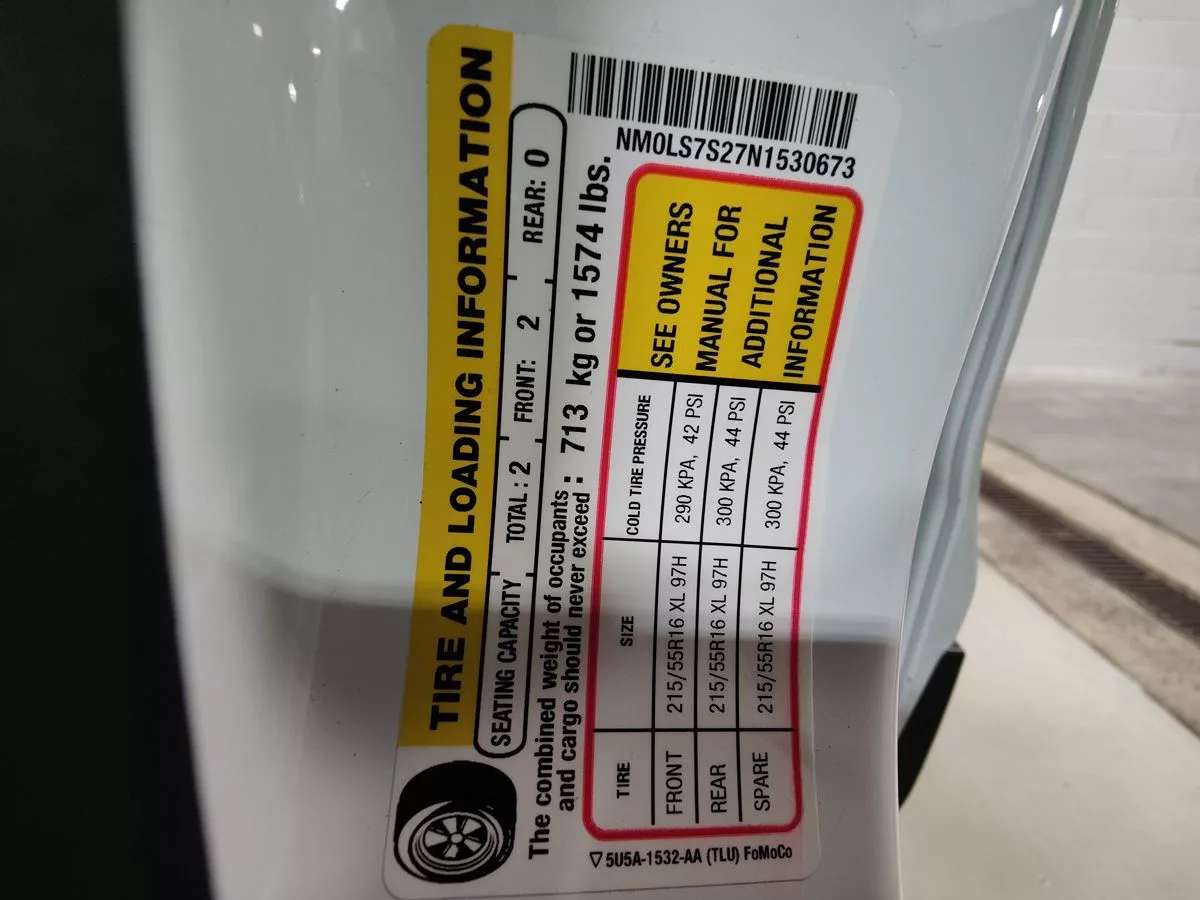 TIRE AND LOADING INFORMATION
SEATING CAPACITY TOTAL : 2 FRONT: 2 REAR: 0
The combined weight of occupants
and cargo should never exceed : 713 kg or 1574 lbs.
TIRE SIZE COLD TIRE PRESSURE
FRONT 215/55R16 XL 97H 290 KPA, 42 PSI
REAR 215/55R16 XL 97H 300 KPA, 44 PSI
SPARE 215/55R16 XL 97H 300 KPA, 44 PSI
SEE OWNERS
MANUAL FOR
ADDITIONAL
INFORMATION
5U5A-1532-AA (TLU) FoMoCo
NM0LS7S27N1530673